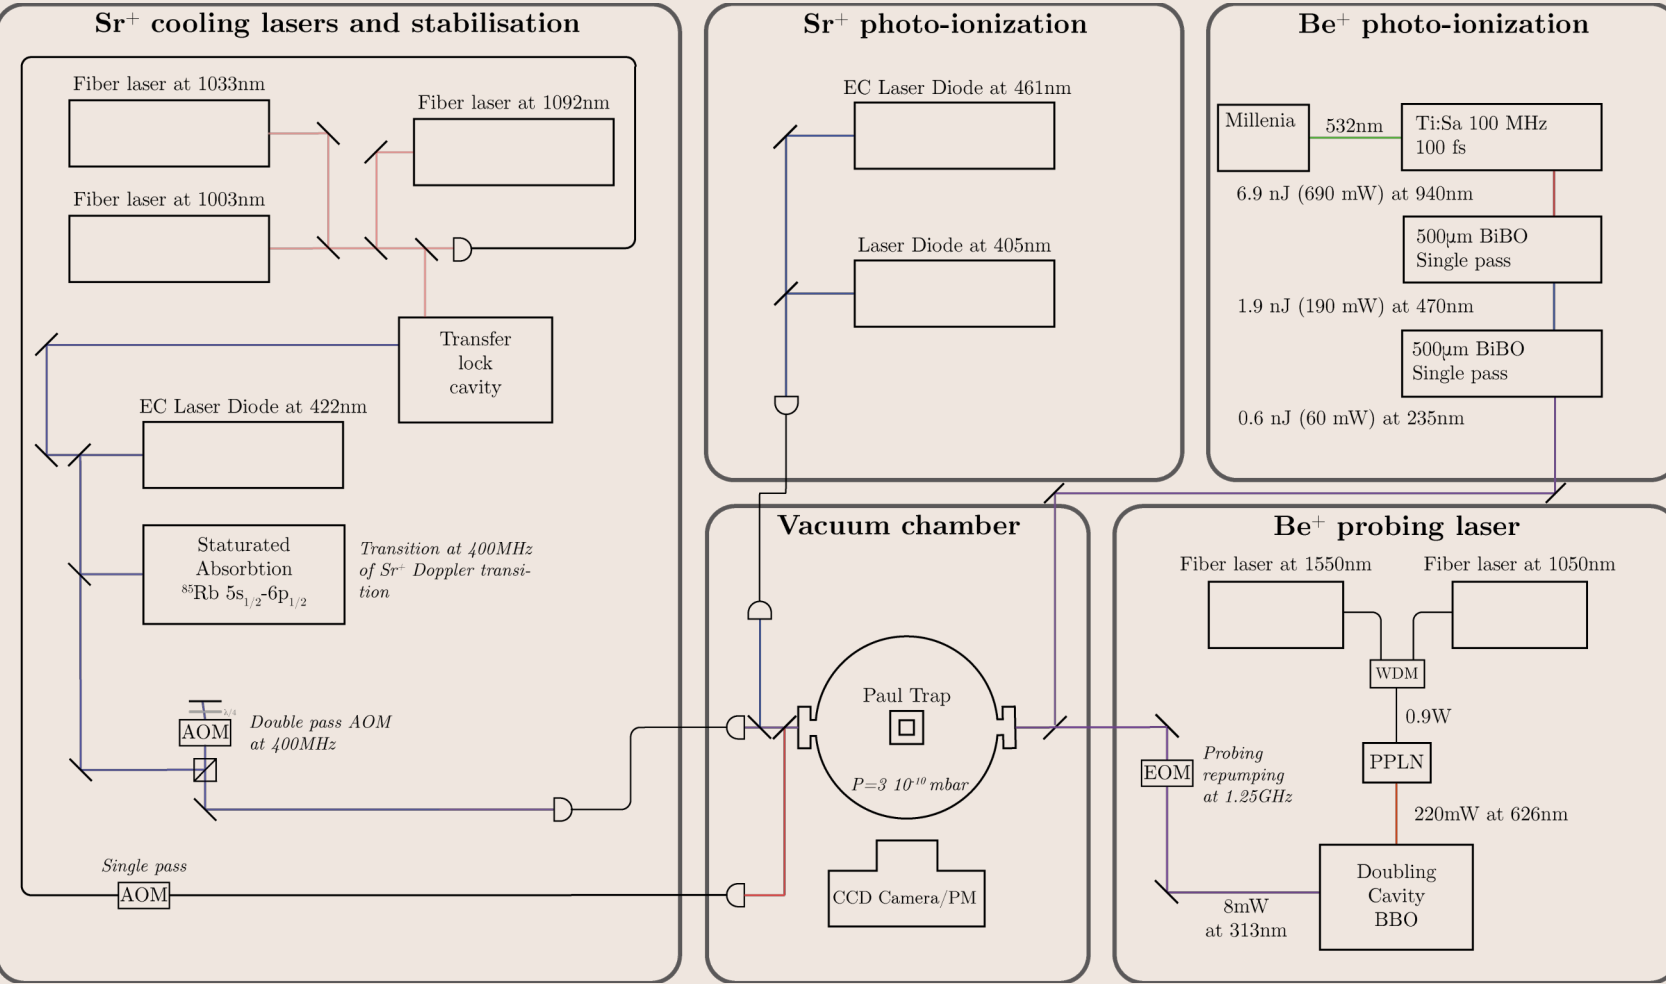 Sr⁺ cooling lasers and stabilisation
Fiber laser at 1033nm
Fiber laser at 1092nm
Fiber laser at 1003nm
Transfer
lock
cavity
EC Laser Diode at 422nm
Staturated
Absorbtion
⁸⁵Rb 5s₁/₂-6p₁/₂
Transition at 400MHz
of Sr⁺ Doppler transi-
tion
λ/4
AOM
Double pass AOM
at 400MHz
Single pass
AOM
Sr⁺ photo-ionization
EC Laser Diode at 461nm
Laser Diode at 405nm
Be⁺ photo-ionization
Millenia
532nm
Ti:Sa 100 MHz
100 fs
6.9 nJ (690 mW) at 940nm
500µm BiBO
Single pass
1.9 nJ (190 mW) at 470nm
500µm BiBO
Single pass
0.6 nJ (60 mW) at 235nm
Vacuum chamber
Paul Trap
P=3 10⁻¹⁰ mbar
CCD Camera/PM
Be⁺ probing laser
Fiber laser at 1550nm
Fiber laser at 1050nm
WDM
0.9W
PPLN
220mW at 626nm
EOM
Probing
repumping
at 1.25GHz
Doubling
Cavity
BBO
8mW
at 313nm